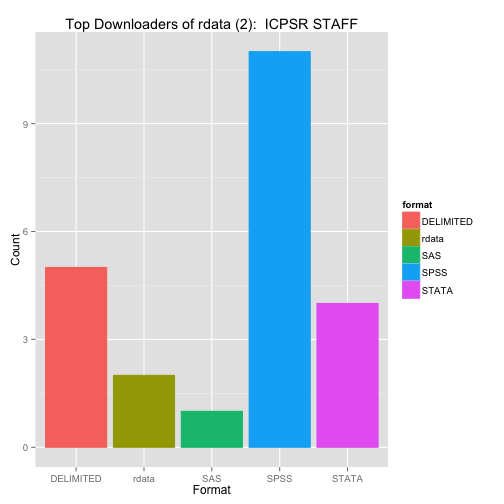 Top Downloaders of rdata (2):  ICPSR STAFF
Count
9
6
3
0
DELIMITED rdata SAS SPSS STATA
Format
format
DELIMITED
rdata
SAS
SPSS
STATA